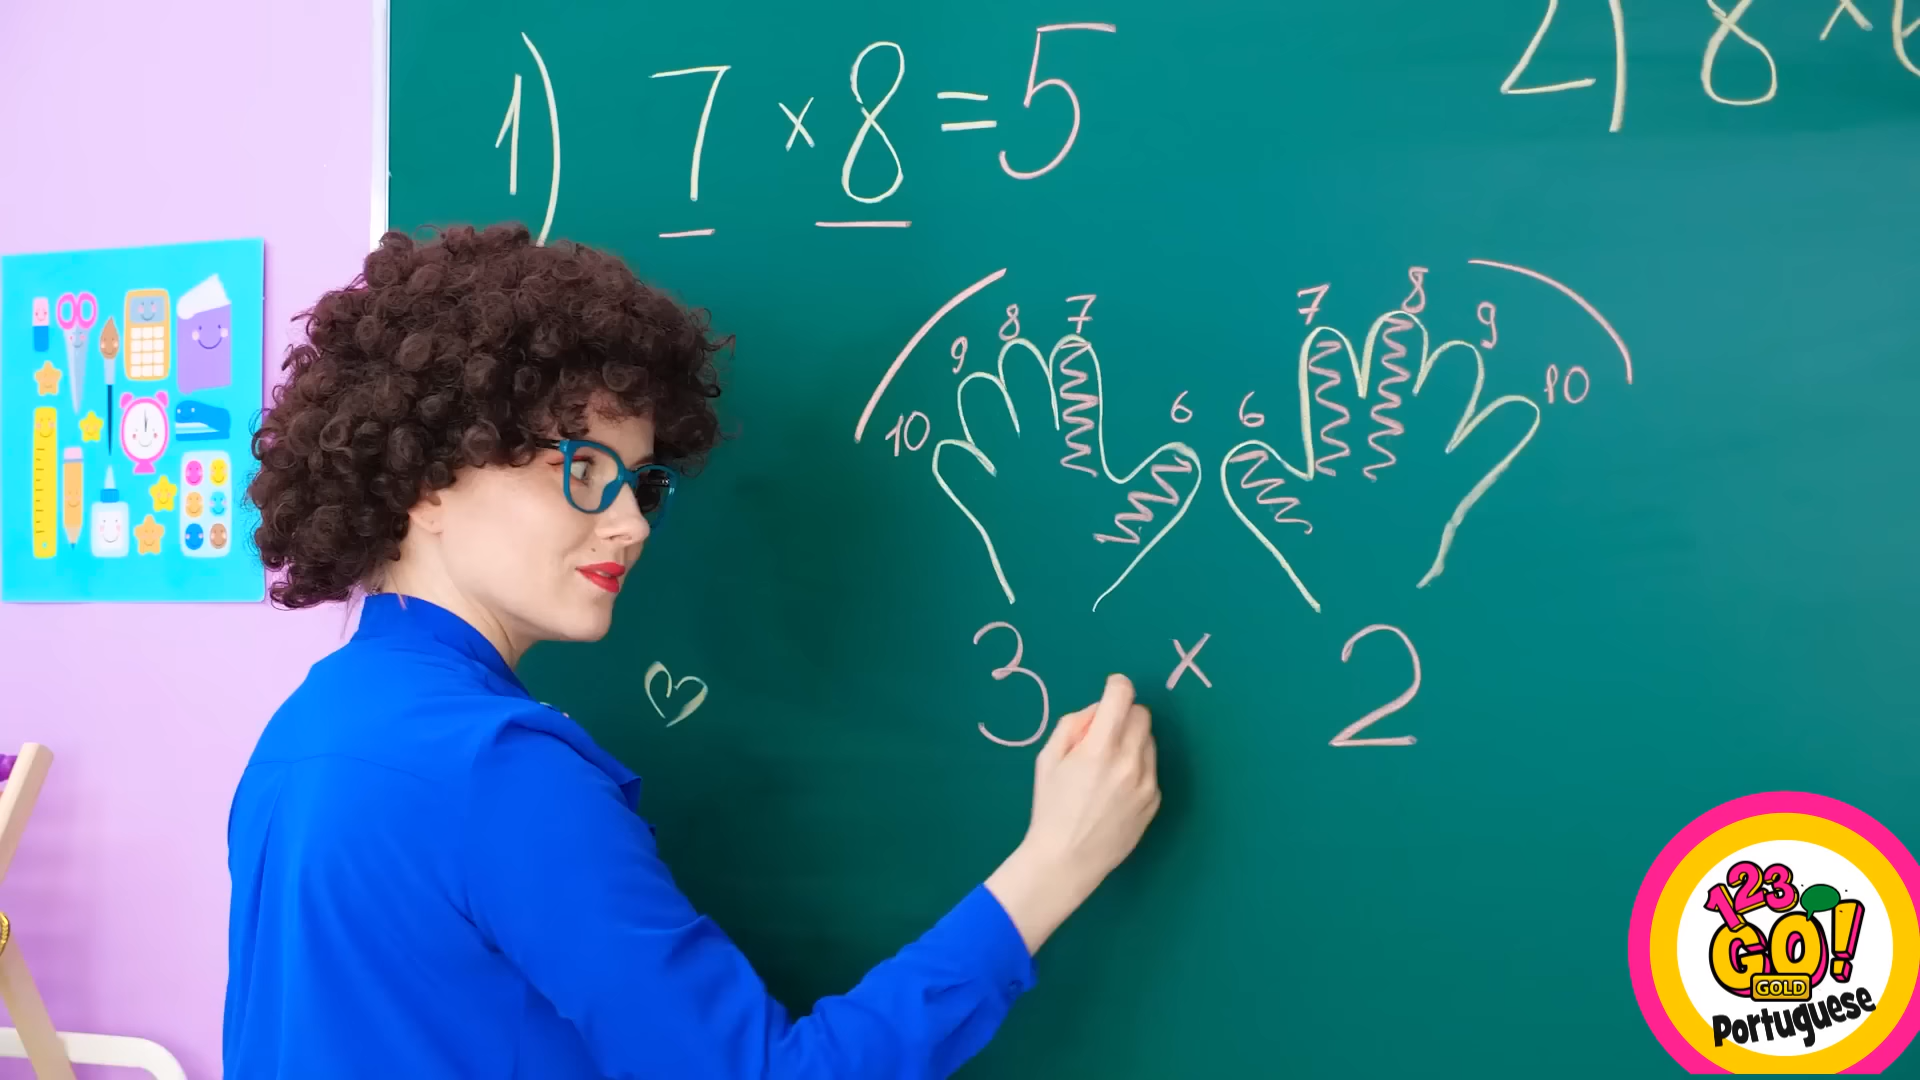 1) 7 × 8 = 5
2) 8 ×
10 9 8 7 6
6 7 8 9 10
3 × 2
123
GO!
GOLD
Portuguese